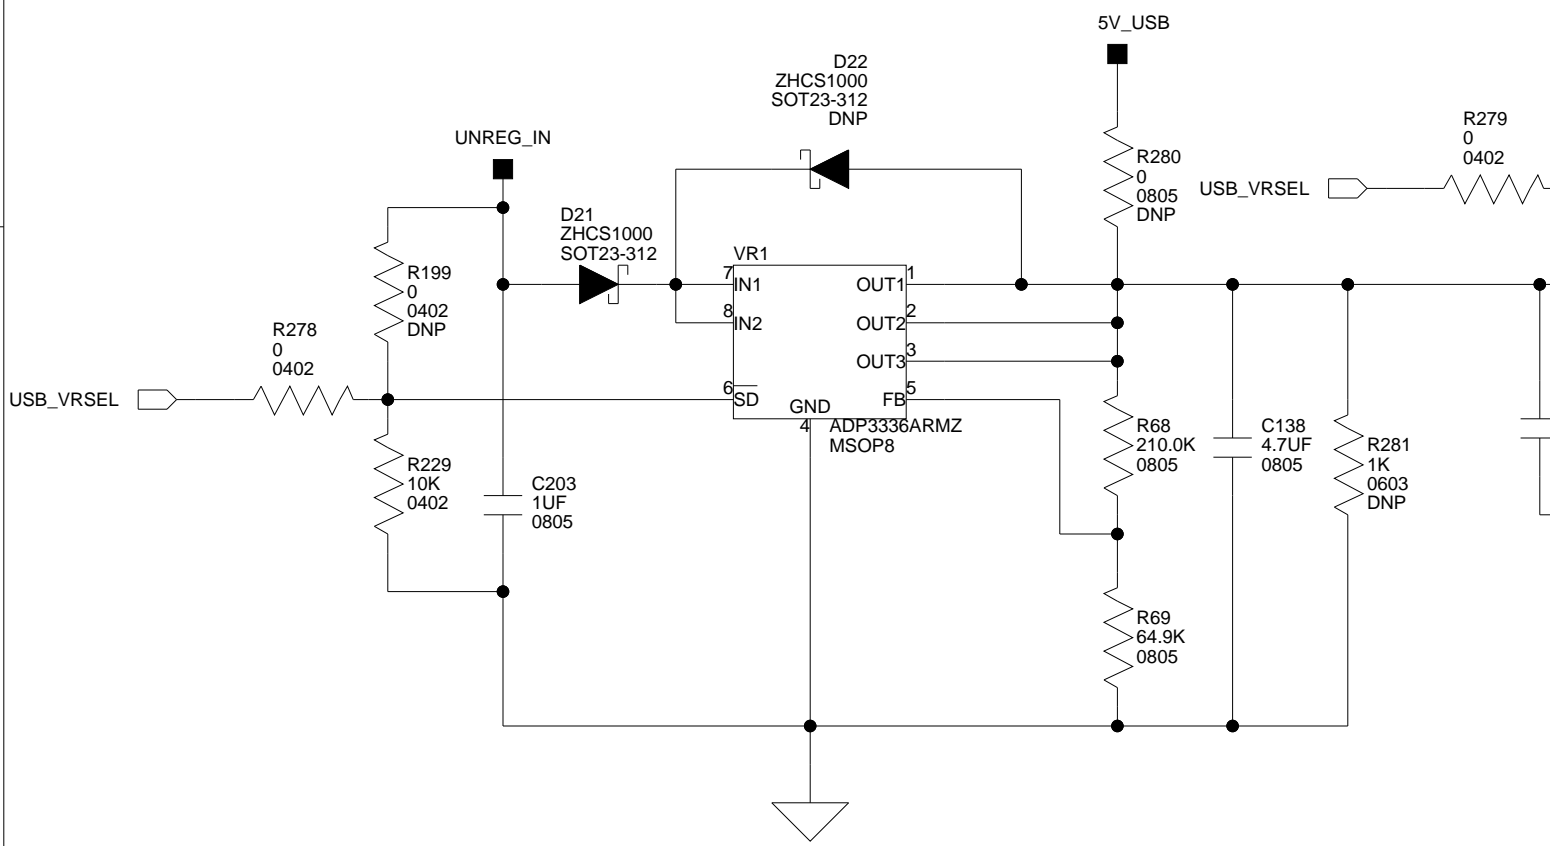 5V_USB
D22
ZHCS1000
SOT23-312
DNP
UNREG_IN
R279
0
0402
R280
0
0805
DNP
USB_VRSEL
D21
ZHCS1000
SOT23-312
VR1
R199
0
0402
DNP
7
IN1
OUT1
1
8
IN2
OUT2
2
OUT3
3
R278
0
0402
USB_VRSEL
6
SD
GND
4
FB
5
ADP3336ARMZ
MSOP8
R68
210.0K
0805
C138
4.7UF
0805
R281
1K
0603
DNP
R229
10K
0402
C203
1UF
0805
R69
64.9K
0805